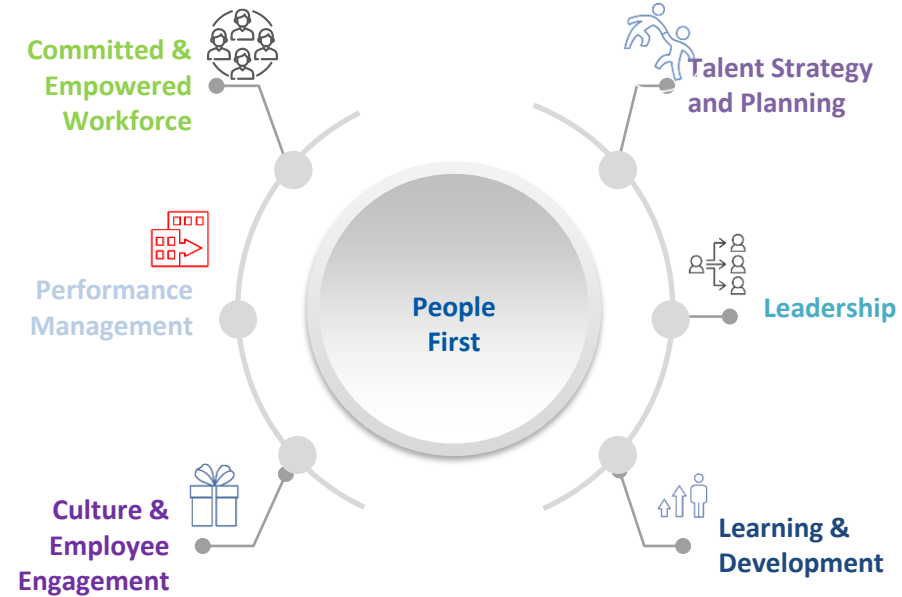 Committed &
Empowered
Workforce
Talent Strategy
and Planning
Performance
Management
People
First
Leadership
Culture &
Employee
Engagement
Learning &
Development